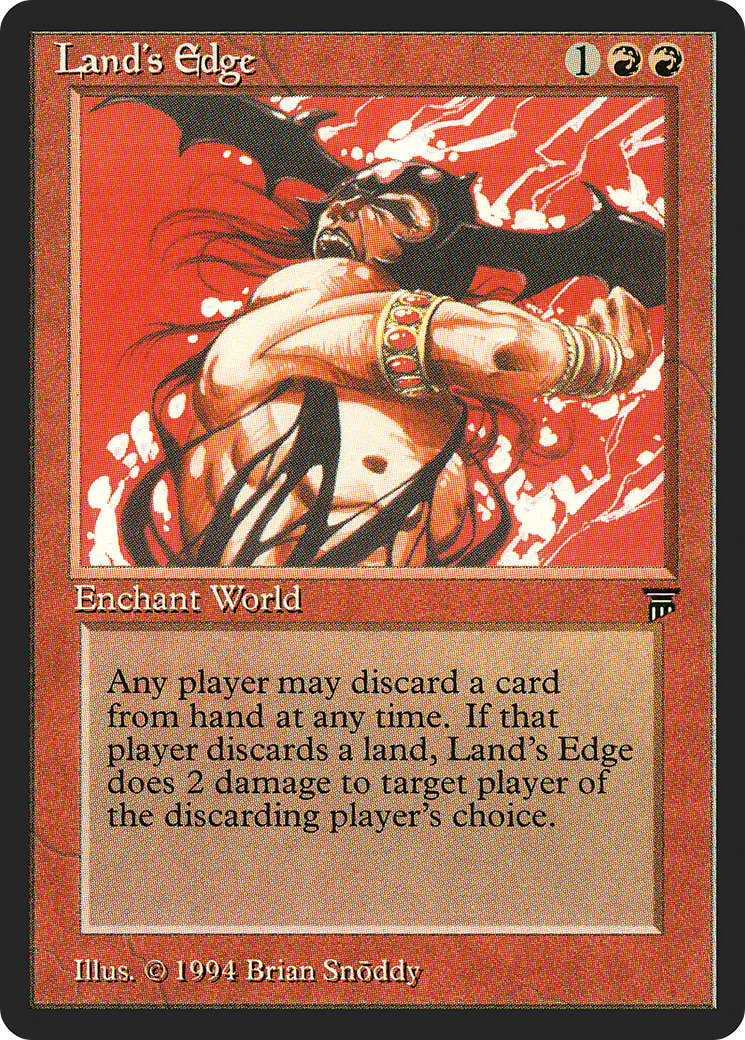 Land's Edge
1
Enchant World
Any player may discard a card
from hand at any time. If that
player discards a land, Land's Edge
does 2 damage to target player of
the discarding player's choice.
Illus. © 1994 Brian Snōddy